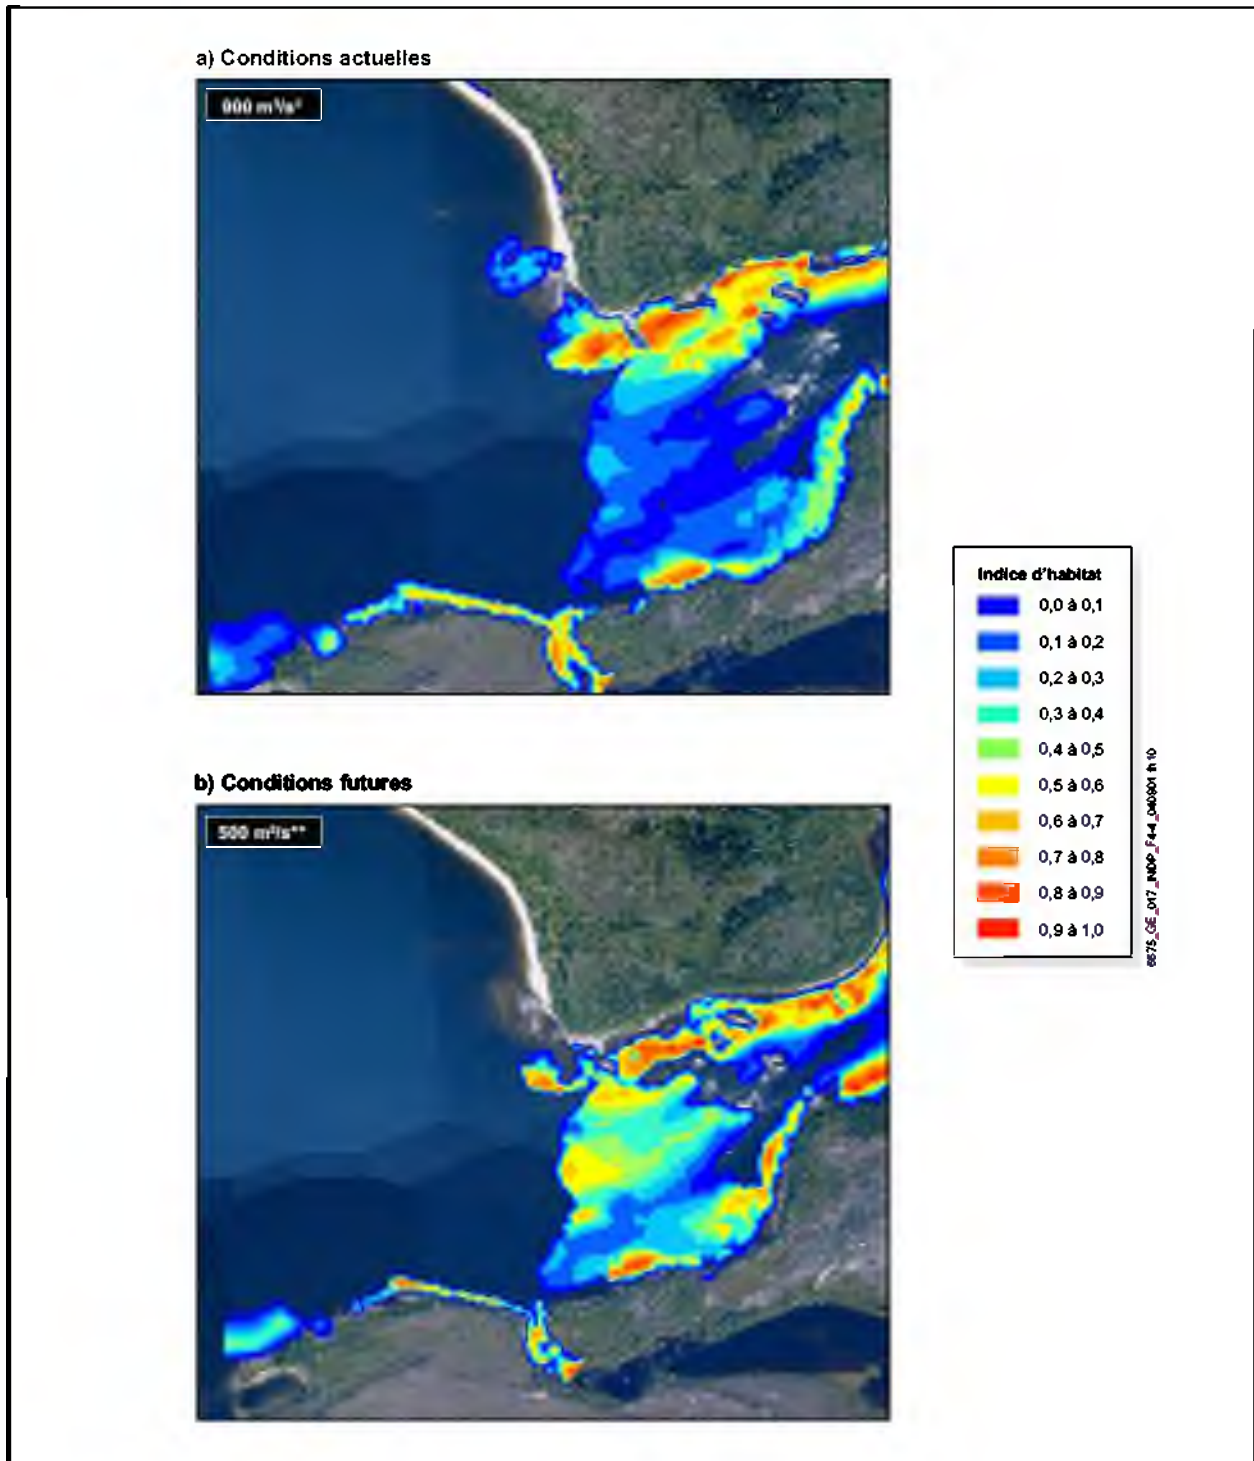 a) Conditions actuelles
m³/s*
b) Conditions futures
500 m³/s**
Indice d'habitat
0,0 à 0,1
0,1 à 0,2
0,2 à 0,3
0,3 à 0,4
0,4 à 0,5
0,5 à 0,6
0,6 à 0,7
0,7 à 0,8
0,8 à 0,9
0,9 à 1,0